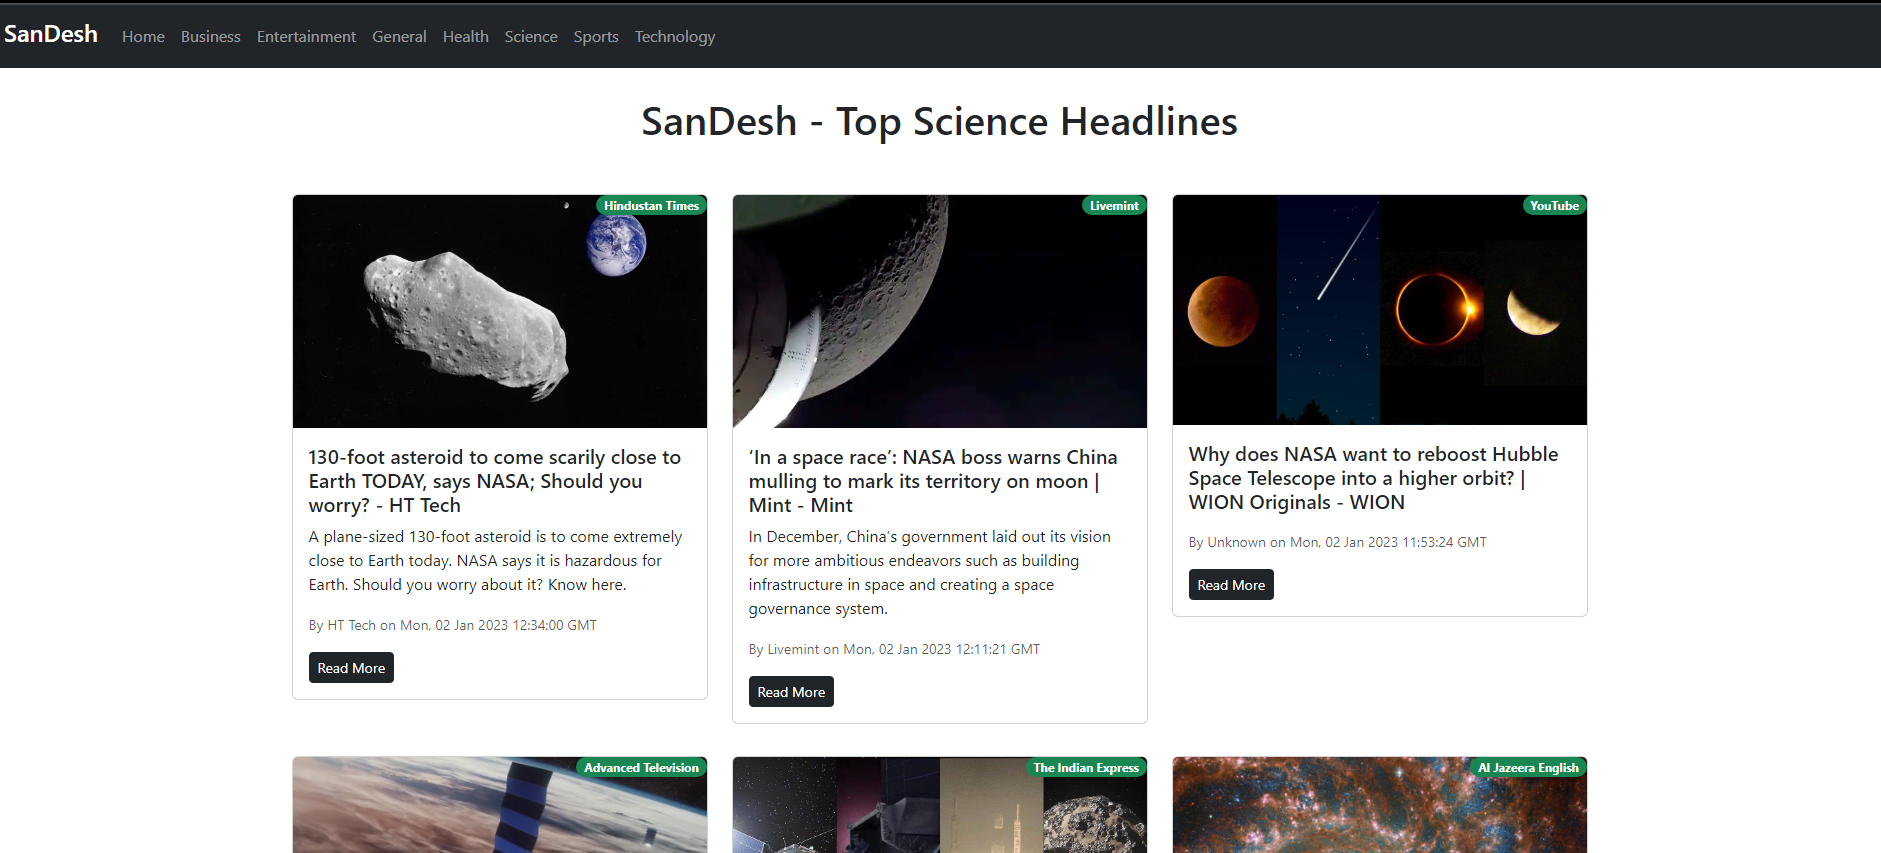 SanDesh Home Business Entertainment General Health Science Sports Technology
SanDesh - Top Science Headlines
Hindustan Times
130-foot asteroid to come scarily close to
Earth TODAY, says NASA; Should you
worry? - HT Tech
A plane-sized 130-foot asteroid is to come extremely
close to Earth today. NASA says it is hazardous for
Earth. Should you worry about it? Know here.
By HT Tech on Mon, 02 Jan 2023 12:34:00 GMT
Read More
Livemint
‘In a space race’: NASA boss warns China
mulling to mark its territory on moon |
Mint - Mint
In December, China’s government laid out its vision
for more ambitious endeavors such as building
infrastructure in space and creating a space
governance system.
By Livemint on Mon, 02 Jan 2023 12:11:21 GMT
Read More
YouTube
Why does NASA want to reboost Hubble
Space Telescope into a higher orbit? |
WION Originals - WION
By Unknown on Mon, 02 Jan 2023 11:53:24 GMT
Read More
Advanced Television
The Indian Express
Al Jazeera English